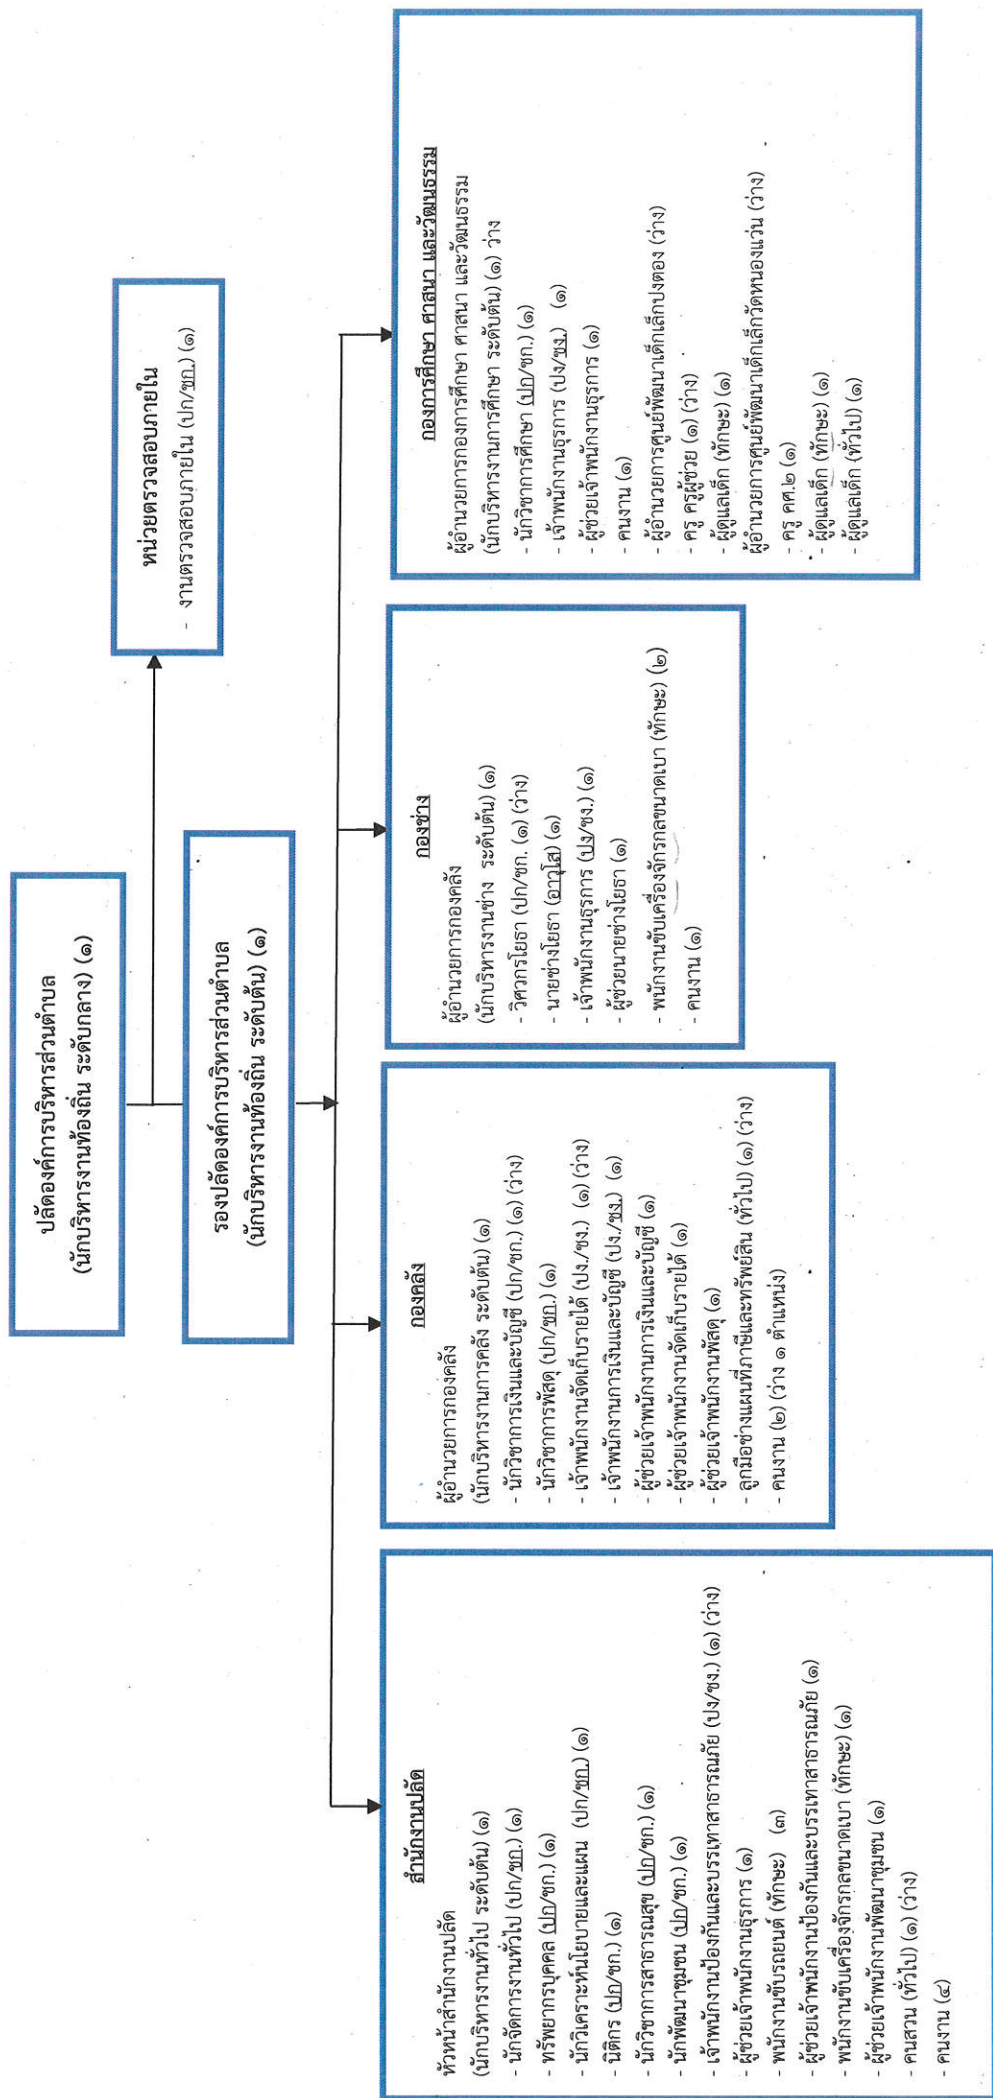 ปลัดองค์การบริหารส่วนตำบล
(นักบริหารงานท้องถิ่น ระดับกลาง) (๑)
หน่วยตรวจสอบภายใน
- งานตรวจสอบภายใน (ปก/ชก.) (๑)
รองปลัดองค์การบริหารส่วนตำบล
(นักบริหารงานท้องถิ่น ระดับต้น) (๑)
สำนักงานปลัด
หัวหน้าสำนักงานปลัด
(นักบริหารงานทั่วไป ระดับต้น) (๑)
- นักจัดการงานทั่วไป (ปก/ชก.) (๑)
- ทรัพยากรบุคคล (ปก/ชก.) (๑)
- นักวิเคราะห์นโยบายและแผน (ปก/ชก.) (๑)
- นิติกร (ปก/ชก.) (๑)
- นักวิชาการสาธารณสุข (ปก/ชก.) (๑)
- นักพัฒนาชุมชน (ปก/ชก.) (๑)
- เจ้าพนักงานป้องกันและบรรเทาสาธารณภัย (ปง/ชง.) (๑) (ว่าง)
- ผู้ช่วยเจ้าพนักงานธุรการ (๑)
- พนักงานขับรถยนต์ (ทักษะ) (๓)
- ผู้ช่วยเจ้าพนักงานป้องกันและบรรเทาสาธารณภัย (๑)
- พนักงานขับเครื่องจักรกลขนาดเบา (ทักษะ) (๑)
- ผู้ช่วยเจ้าพนักงานพัฒนาชุมชน (๑)
- คนสวน (ทั่วไป) (๑) (ว่าง)
- คนงาน (๔)
กองคลัง
ผู้อำนวยการกองคลัง
(นักบริหารงานการคลัง ระดับต้น) (๑)
- นักวิชาการเงินและบัญชี (ปก/ชก.) (๑) (ว่าง)
- นักวิชาการพัสดุ (ปก/ชก.) (๑)
- เจ้าพนักงานจัดเก็บรายได้ (ปง./ชง.) (๑) (ว่าง)
- เจ้าพนักงานการเงินและบัญชี (ปง./ชง.) (๑)
- ผู้ช่วยเจ้าพนักงานการเงินและบัญชี (๑)
- ผู้ช่วยเจ้าพนักงานจัดเก็บรายได้ (๑)
- ผู้ช่วยเจ้าพนักงานพัสดุ (๑)
- ลูกมือช่างแผนที่ภาษีและทรัพย์สิน (ทั่วไป) (๑) (ว่าง)
- คนงาน (๒) (ว่าง ๑ ตำแหน่ง)
กองช่าง
ผู้อำนวยการกองคลัง
(นักบริหารงานช่าง ระดับต้น) (๑)
- วิศวกรโยธา (ปก/ชก. (๑) (ว่าง)
- นายช่างโยธา (อาวุโส) (๑)
- เจ้าพนักงานธุรการ (ปง/ชง.) (๑)
- ผู้ช่วยนายช่างโยธา (๑)
- พนักงานขับเครื่องจักรกลขนาดเบา (ทักษะ) (๒)
- คนงาน (๑)
กองการศึกษา ศาสนา และวัฒนธรรม
ผู้อำนวยการกองการศึกษา ศาสนา และวัฒนธรรม
(นักบริหารงานการศึกษา ระดับต้น) (๑) ว่าง
- นักวิชาการศึกษา (ปก/ชก.) (๑)
- เจ้าพนักงานธุรการ (ปง/ชง.) (๑)
- ผู้ช่วยเจ้าพนักงานธุรการ (๑)
- คนงาน (๑)
- ผู้อำนวยการศูนย์พัฒนาเด็กเล็กปงตอง (ว่าง)
- ครู ครูผู้ช่วย (๑) (ว่าง)
- ผู้ดูแลเด็ก (ทักษะ) (๑)
ผู้อำนวยการศูนย์พัฒนาเด็กเล็กวัดหนองแว่น (ว่าง)
- ครู คศ.๒ (๑)
- ผู้ดูแลเด็ก (ทักษะ) (๑)
- ผู้ดูแลเด็ก (ทั่วไป) (๑)